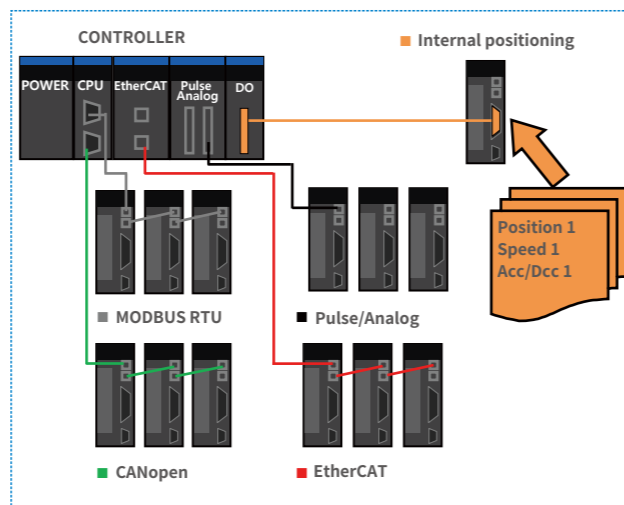 CONTROLLER
Internal positioning
POWER
CPU
EtherCAT
Pulse
Analog
DO
Position 1
Speed 1
Acc/Dcc 1
MODBUS RTU
Pulse/Analog
CANopen
EtherCAT